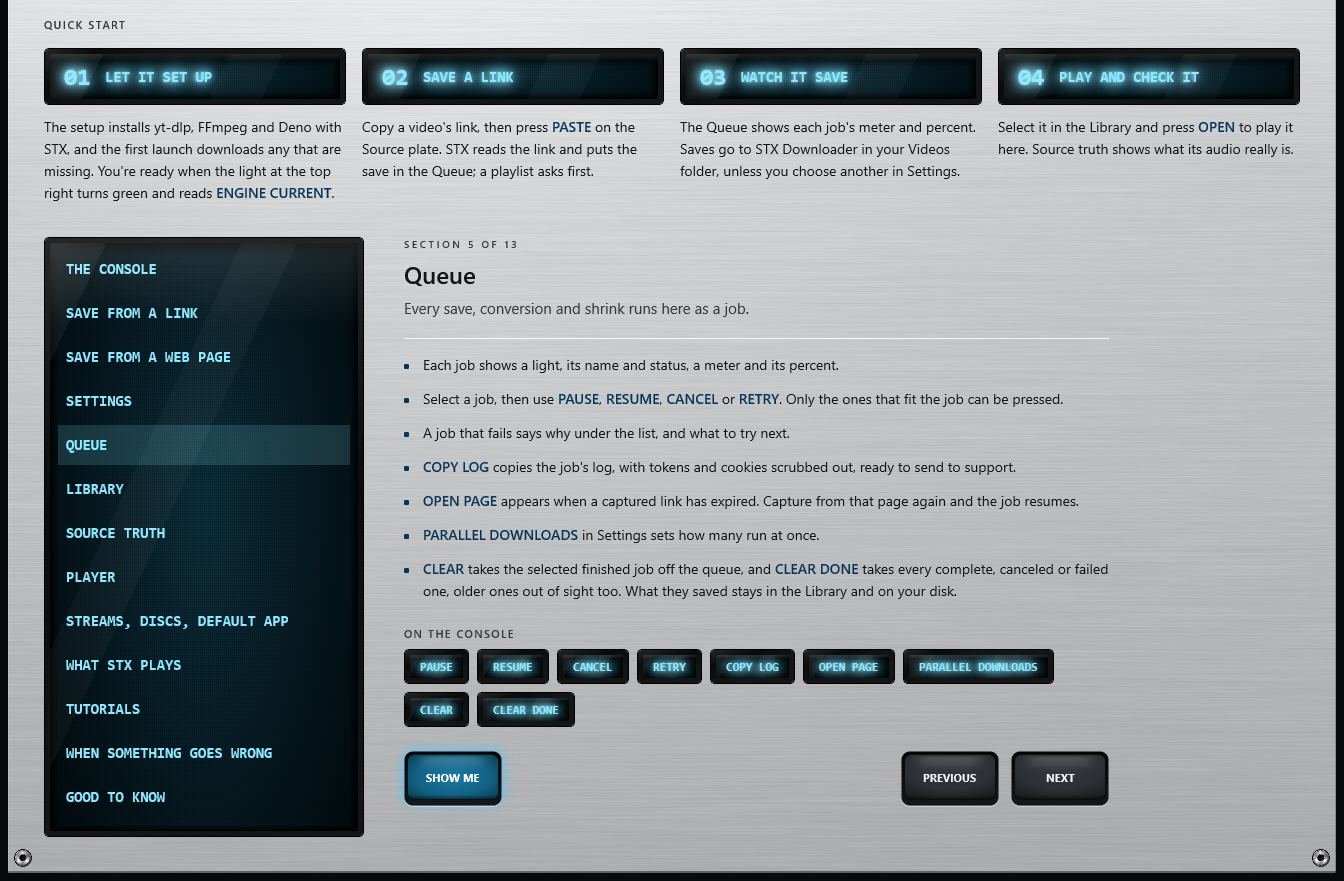 QUICK START
01 LET IT SET UP
02 SAVE A LINK
03 WATCH IT SAVE
04 PLAY AND CHECK IT
The setup installs yt-dlp, FFmpeg and Deno with
STX, and the first launch downloads any that are
missing. You're ready when the light at the top
right turns green and reads ENGINE CURRENT.
Copy a video's link, then press PASTE on the
Source plate. STX reads the link and puts the
save in the Queue; a playlist asks first.
The Queue shows each job's meter and percent.
Saves go to STX Downloader in your Videos
folder, unless you choose another in Settings.
Select it in the Library and press OPEN to play it
here. Source truth shows what its audio really is.
THE CONSOLE
SAVE FROM A LINK
SAVE FROM A WEB PAGE
SETTINGS
QUEUE
LIBRARY
SOURCE TRUTH
PLAYER
STREAMS, DISCS, DEFAULT APP
WHAT STX PLAYS
TUTORIALS
WHEN SOMETHING GOES WRONG
GOOD TO KNOW
SECTION 5 OF 13
Queue
Every save, conversion and shrink runs here as a job.
Each job shows a light, its name and status, a meter and its percent.
Select a job, then use PAUSE, RESUME, CANCEL or RETRY. Only the ones that fit the job can be pressed.
A job that fails says why under the list, and what to try next.
COPY LOG copies the job's log, with tokens and cookies scrubbed out, ready to send to support.
OPEN PAGE appears when a captured link has expired. Capture from that page again and the job resumes.
PARALLEL DOWNLOADS in Settings sets how many run at once.
CLEAR takes the selected finished job off the queue, and CLEAR DONE takes every complete, canceled or failed
one, older ones out of sight too. What they saved stays in the Library and on your disk.
ON THE CONSOLE
PAUSE RESUME CANCEL RETRY COPY LOG OPEN PAGE PARALLEL DOWNLOADS
CLEAR CLEAR DONE
SHOW ME PREVIOUS NEXT